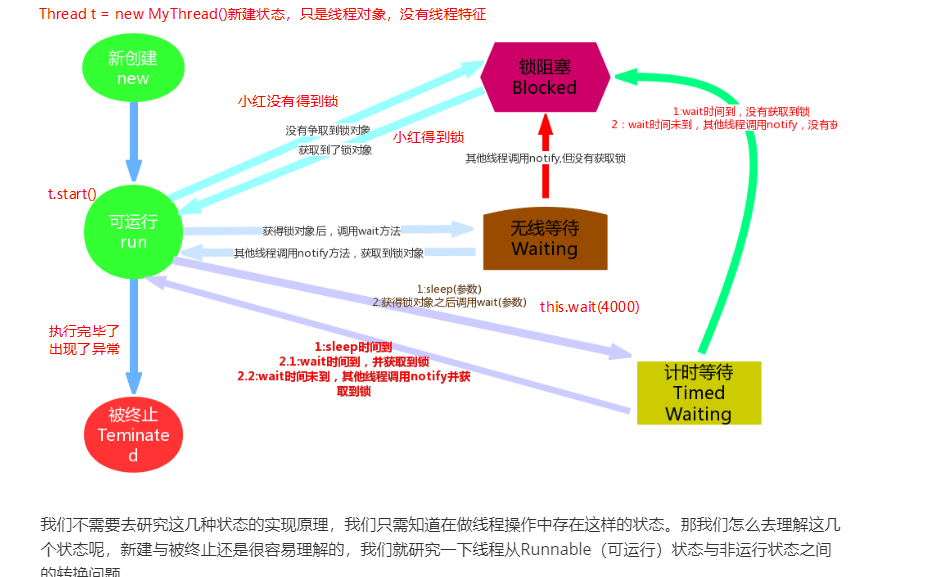 Thread t = new MyThread()新建状态，只是线程对象，没有线程特征
新创建
new
锁阻塞
Blocked
小红没有得到锁
没有争取到锁对象
小红得到锁
获取到了锁对象
1:wait时间到，没有获取到锁
2：wait时间未到，其他线程调用notify，没有
其他线程调用notify,但没有获取锁
t.start()
可运行
run
获得锁对象后，调用wait方法
其他线程调用notify方法，获取到锁对象
无线等待
Waiting
1:sleep(参数)
2:获得锁对象之后调用wait(参数)
this.wait(4000)
执行完毕了
出现了异常
1:sleep时间到
2.1:wait时间到，并获取到锁
2.2:wait时间未到，其他线程调用notify并获
取到锁
计时等待
Timed
Waiting
被终止
Teminate
d
我们不需要去研究这几种状态的实现原理，我们只需知道在做线程操作中存在这样的状态。那我们怎么去理解这几
个状态呢，新建与被终止还是很容易理解的，我们就研究一下线程从Runnable（可运行）状态与非运行状态之间
的转换问题